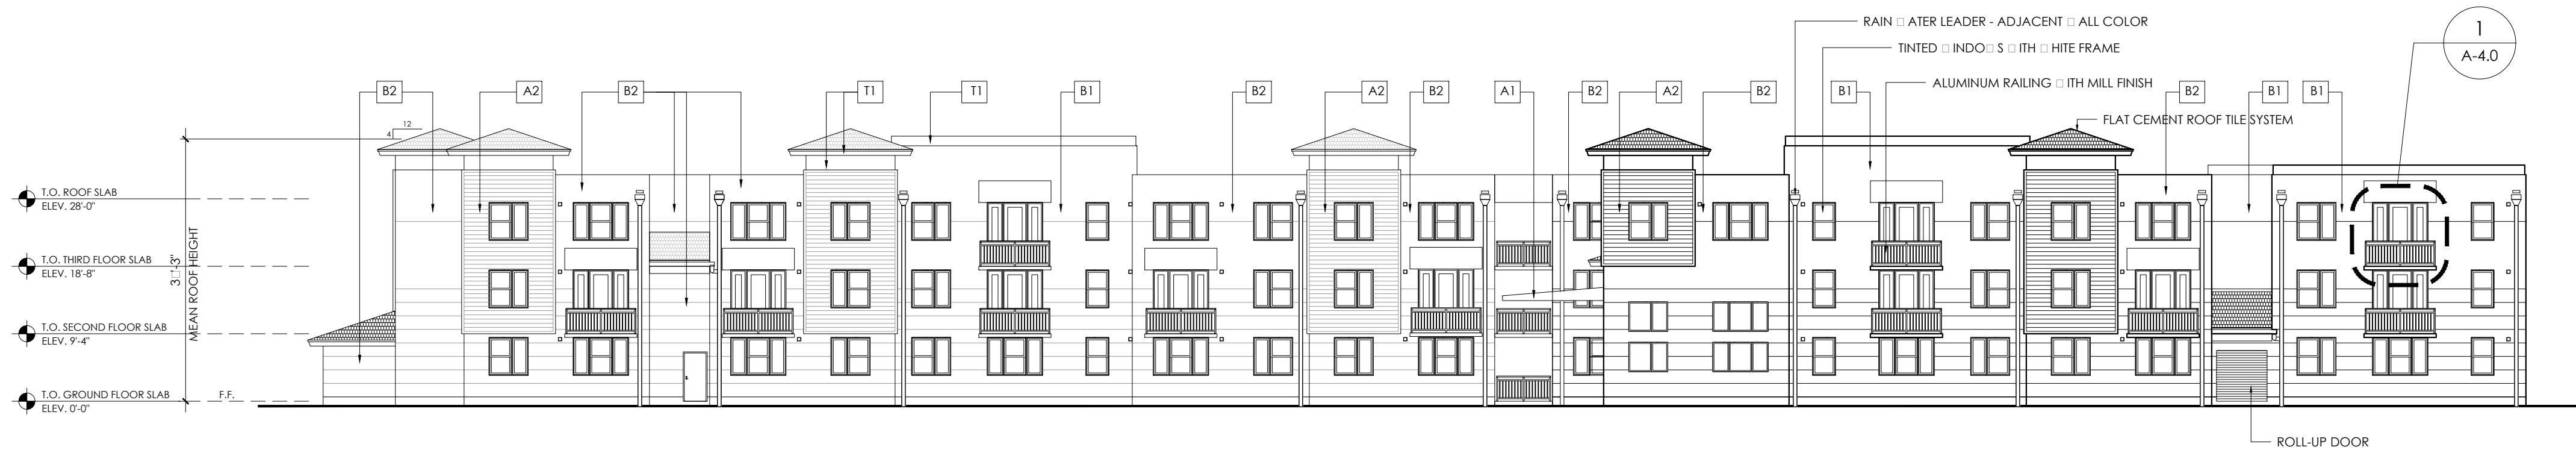 RAIN □ ATER LEADER - ADJACENT □ ALL COLOR
1
TINTED □ INDO□ S □ ITH □ HITE FRAME
A-4.0
ALUMINUM RAILING □ ITH MILL FINISH
B2
A2
B2
T1
T1
B1
B2
A2
B2
A1
B2
A2
B2
B1
B2
B1
B1
FLAT CEMENT ROOF TILE SYSTEM
12
4
T.O. ROOF SLAB
ELEV. 28'-0"
T.O. THIRD FLOOR SLAB
ELEV. 18'-8"
3□'-3"
MEAN ROOF HEIGHT
T.O. SECOND FLOOR SLAB
ELEV. 9'-4"
T.O. GROUND FLOOR SLAB
F.F.
ELEV. 0'-0"
ROLL-UP DOOR